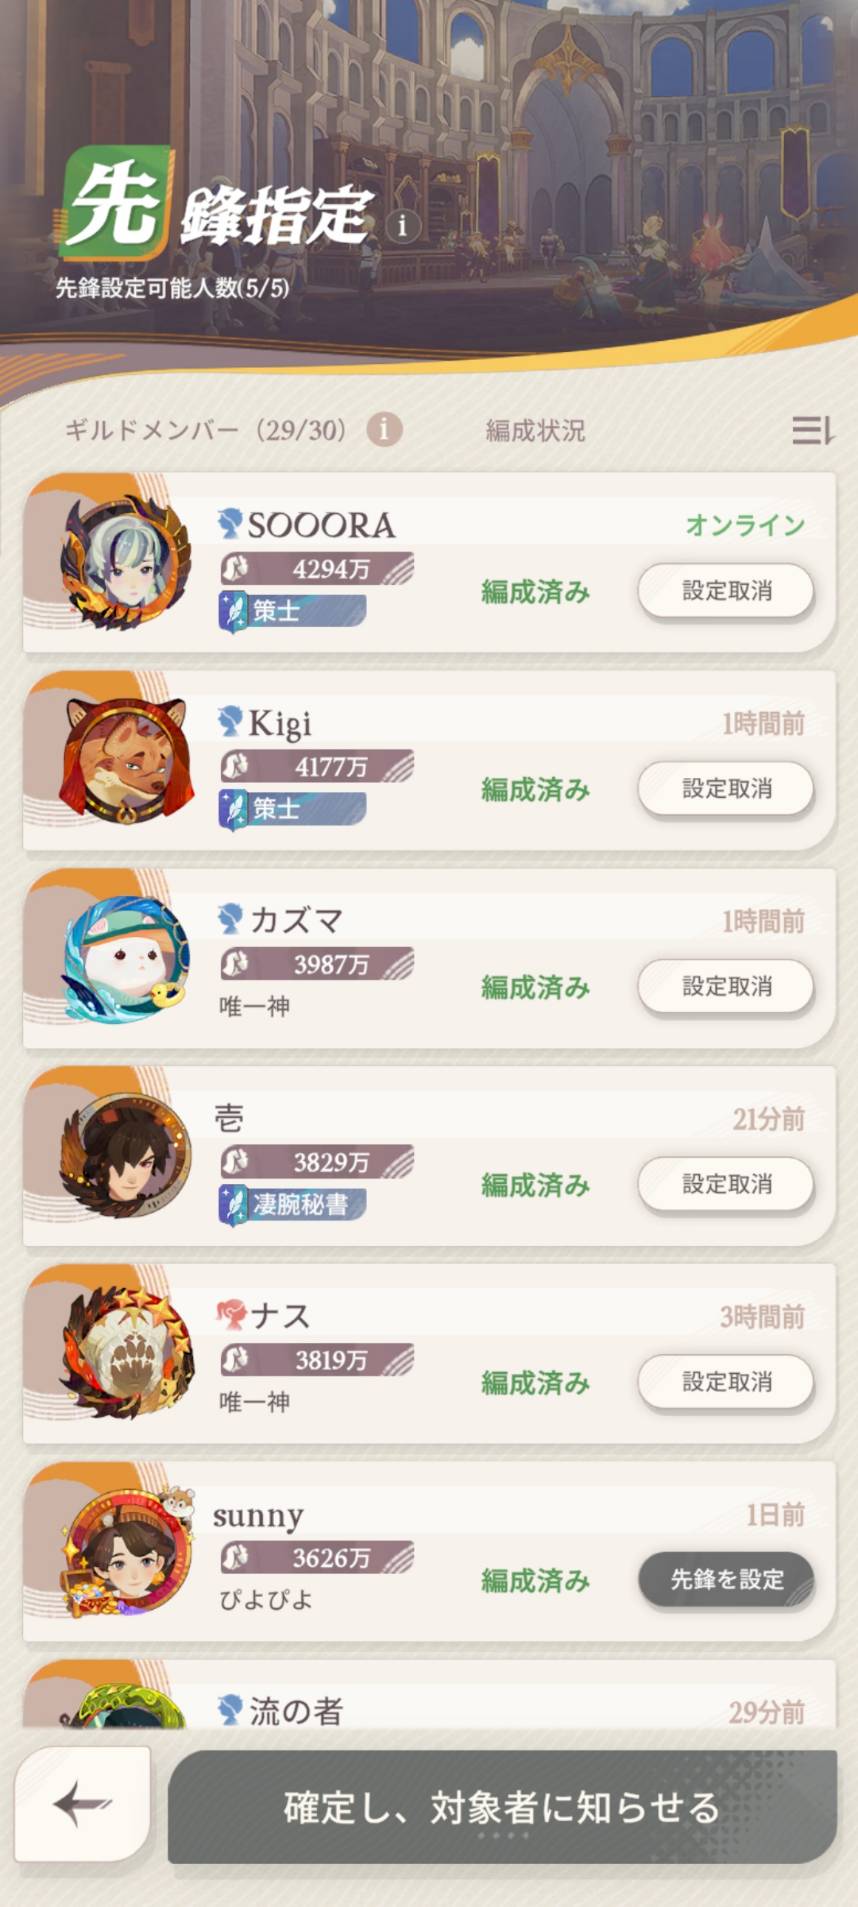 先鋒指定 i
先鋒設定可能人数(5/5)
ギルドメンバー（29/30） i 編成状況
SOOORA オンライン
4294万
策士 編成済み 設定取消
Kigi 1時間前
4177万
策士 編成済み 設定取消
カズマ 1時間前
3987万
唯一神 編成済み 設定取消
壱 21分前
3829万
凄腕秘書 編成済み 設定取消
ナス 3時間前
3819万
唯一神 編成済み 設定取消
sunny 1日前
3626万
ぴよぴよ 編成済み 先鋒を設定
流の者 29分前
確定し、対象者に知らせる